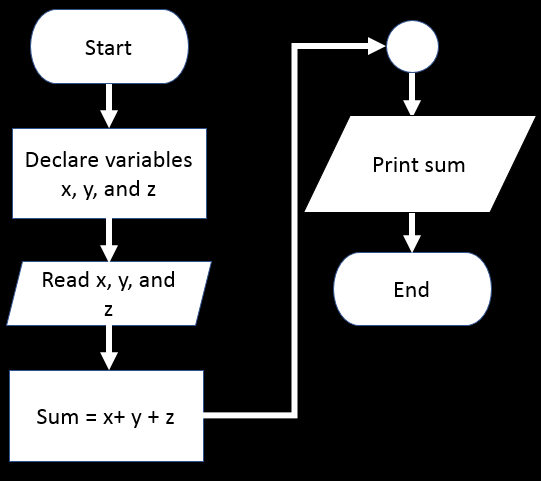 Start
Declare variables
x, y, and z
Read x, y, and
z
Sum = x+ y + z
Print sum
End